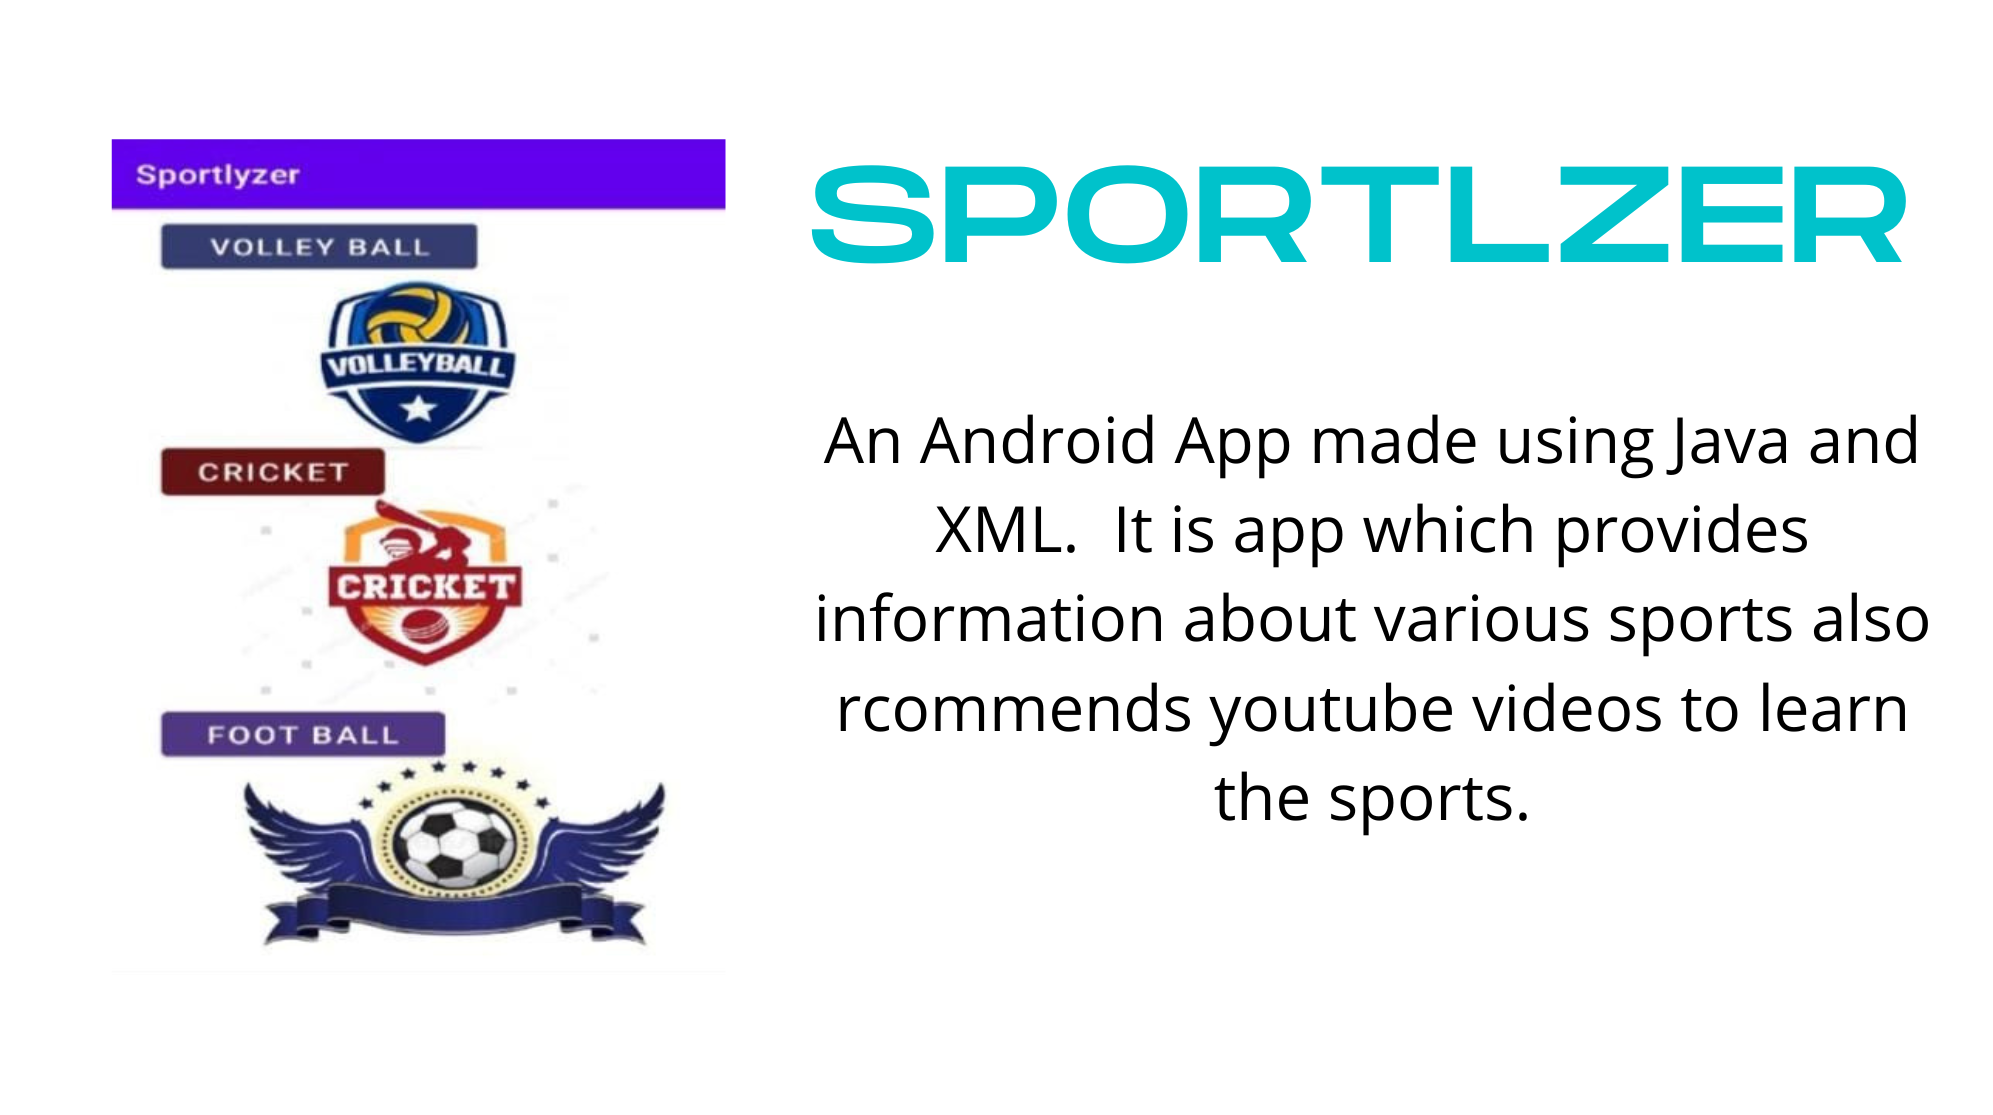 Sportlyzer
VOLLEY BALL
VOLLEYBALL
CRICKET
CRICKET
FOOT BALL
SPORTLZER
An Android App made using Java and
XML.  It is app which provides
information about various sports also
rcommends youtube videos to learn
the sports.